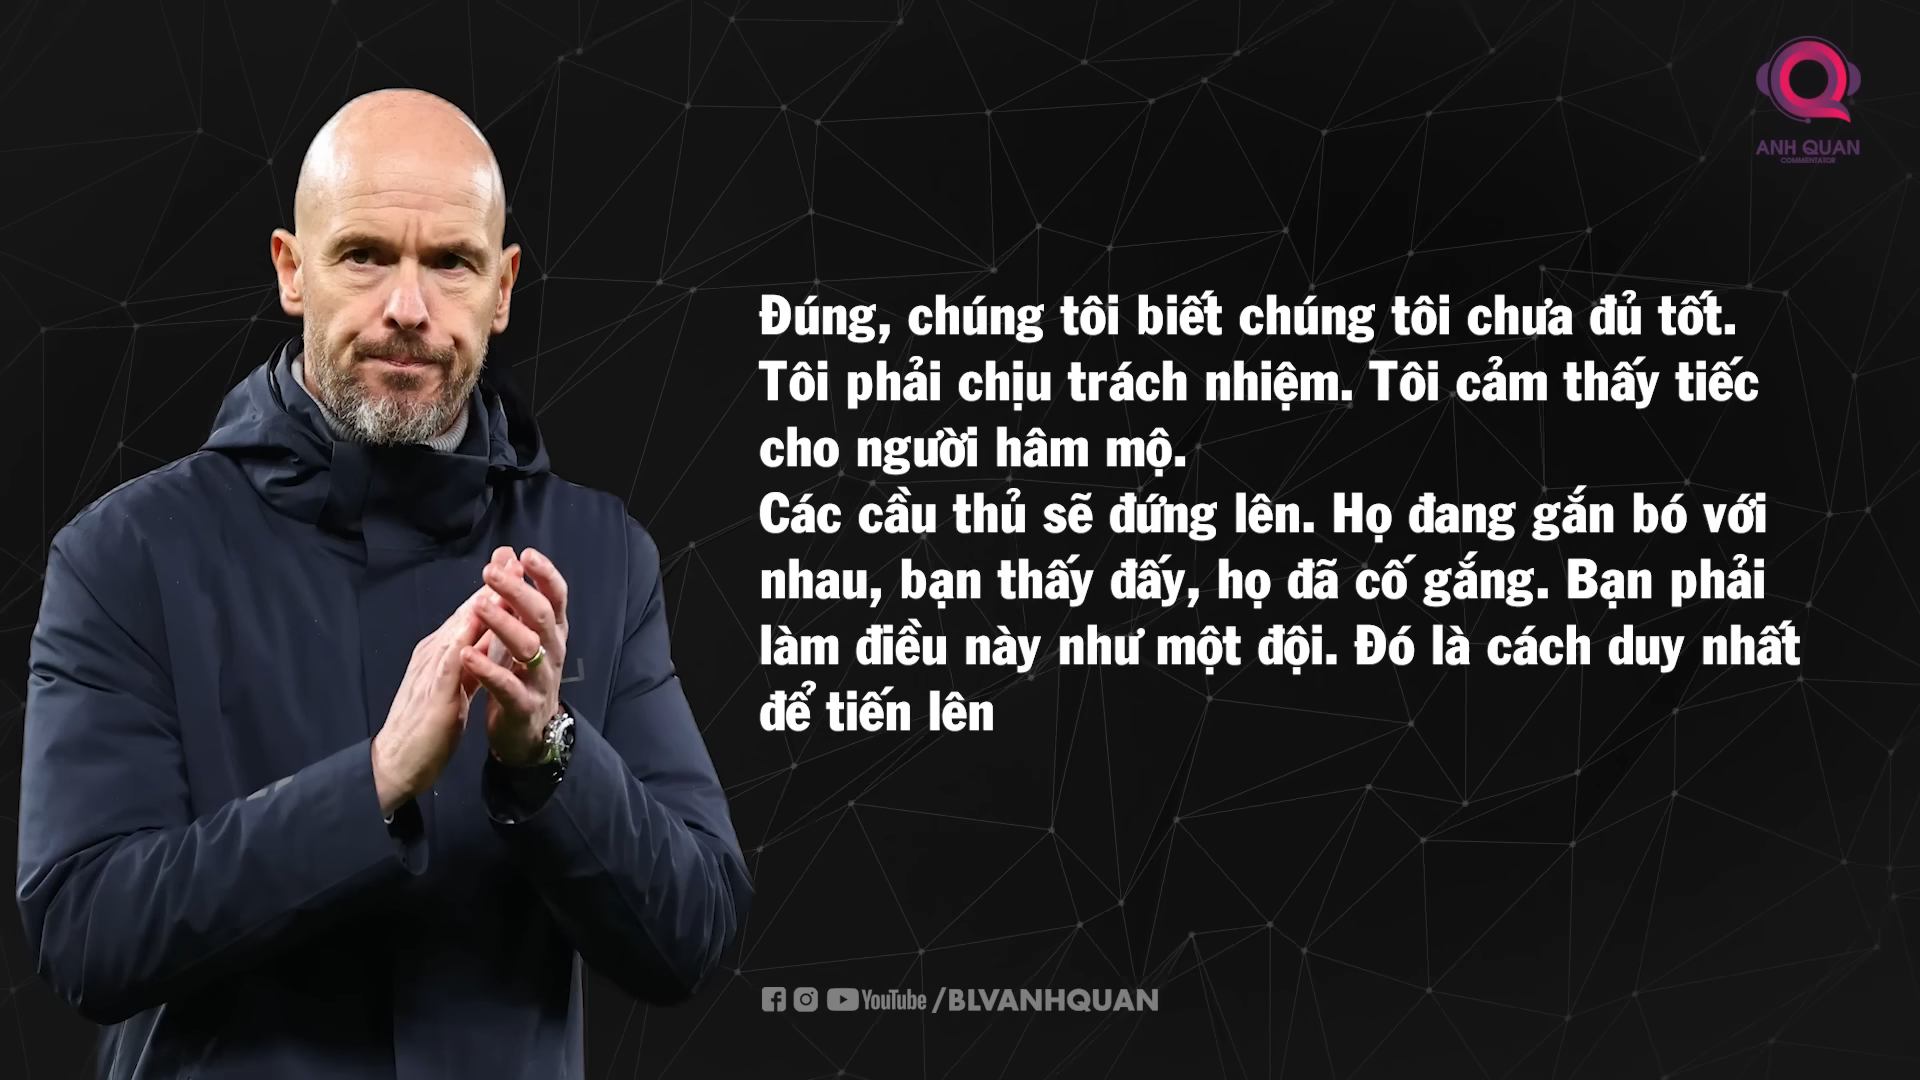 ANH QUAN
COMMENTATOR
Đúng, chúng tôi biết chúng tôi chưa đủ tốt.
Tôi phải chịu trách nhiệm. Tôi cảm thấy tiếc
cho người hâm mộ.
Các cầu thủ sẽ đứng lên. Họ đang gắn bó với
nhau, bạn thấy đấy, họ đã cố gắng. Bạn phải
làm điều này như một đội. Đó là cách duy nhất
để tiến lên
YouTube /BLVANHQUAN